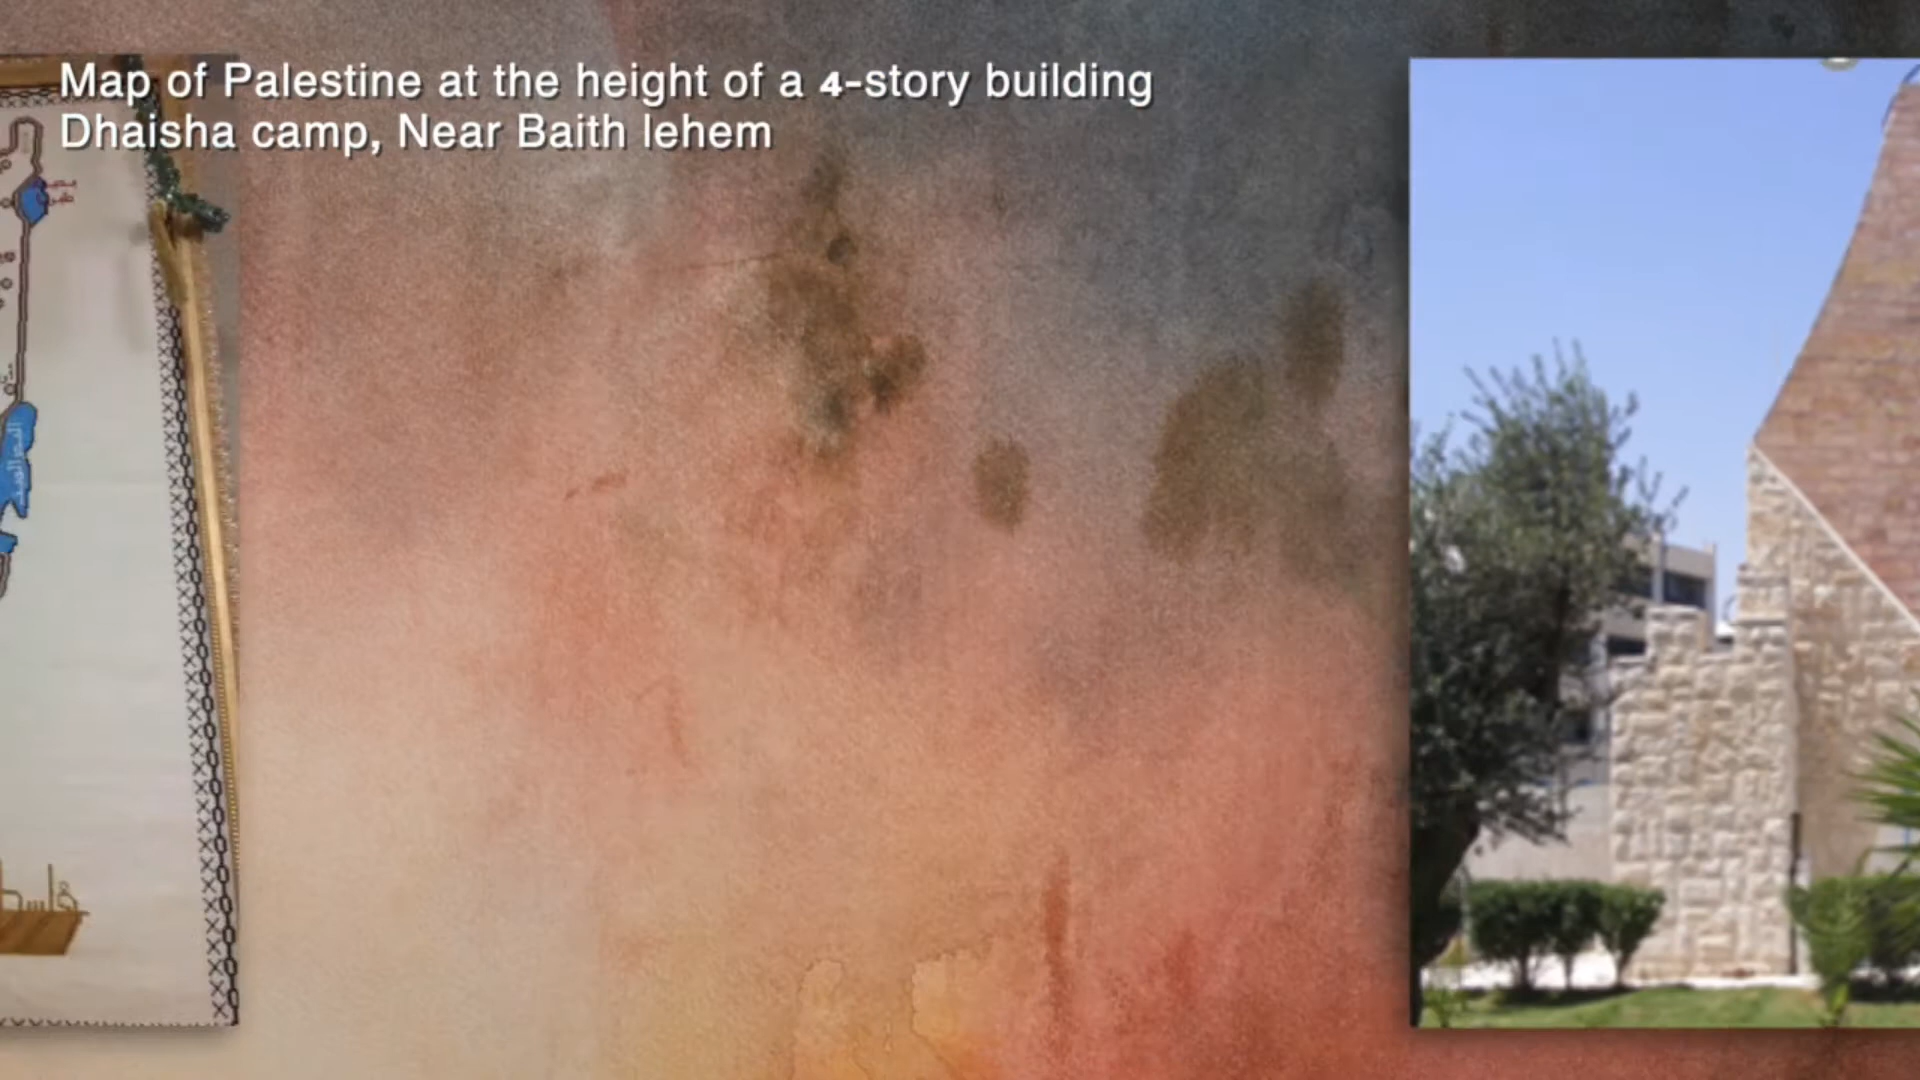 Map of Palestine at the height of a 4-story building
Dhaisha camp, Near Baith lehem